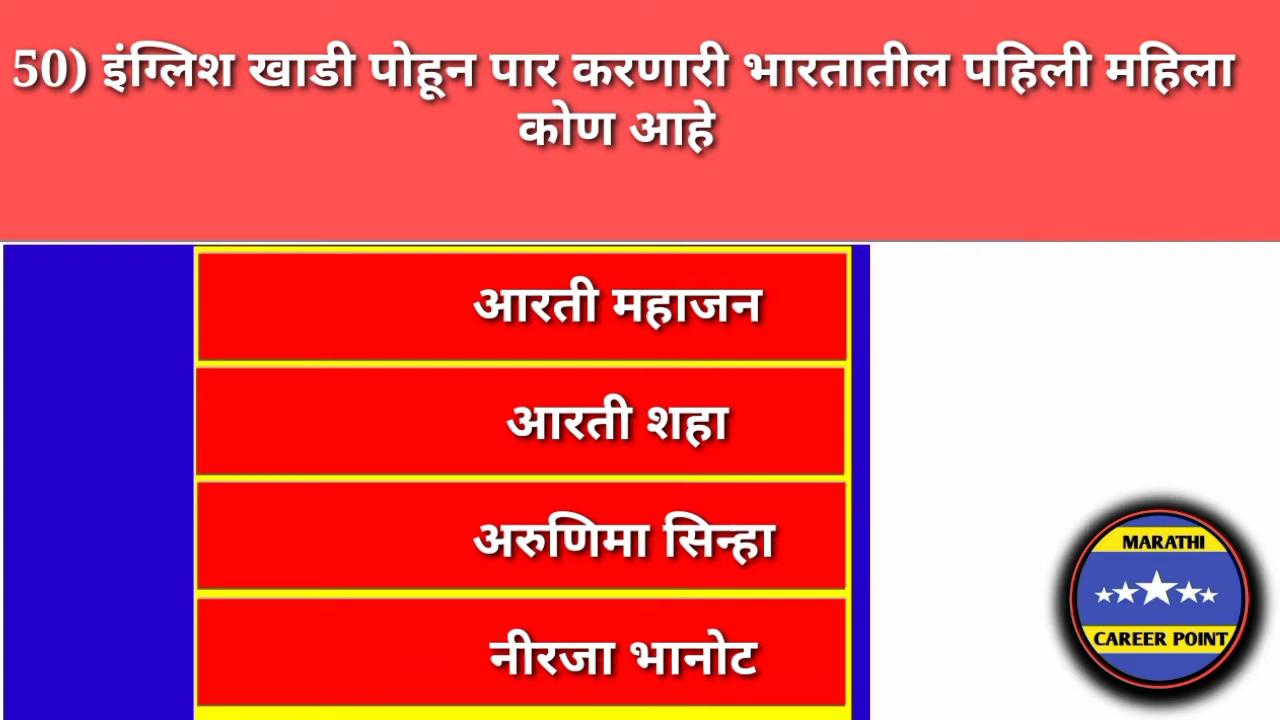 50) इंग्लिश खाडी पोहून पार करणारी भारतातील पहिली महिला
कोण आहे
आरती महाजन
आरती शहा
अरुणिमा सिन्हा
नीरजा भानोट
MARATHI
CAREER POINT